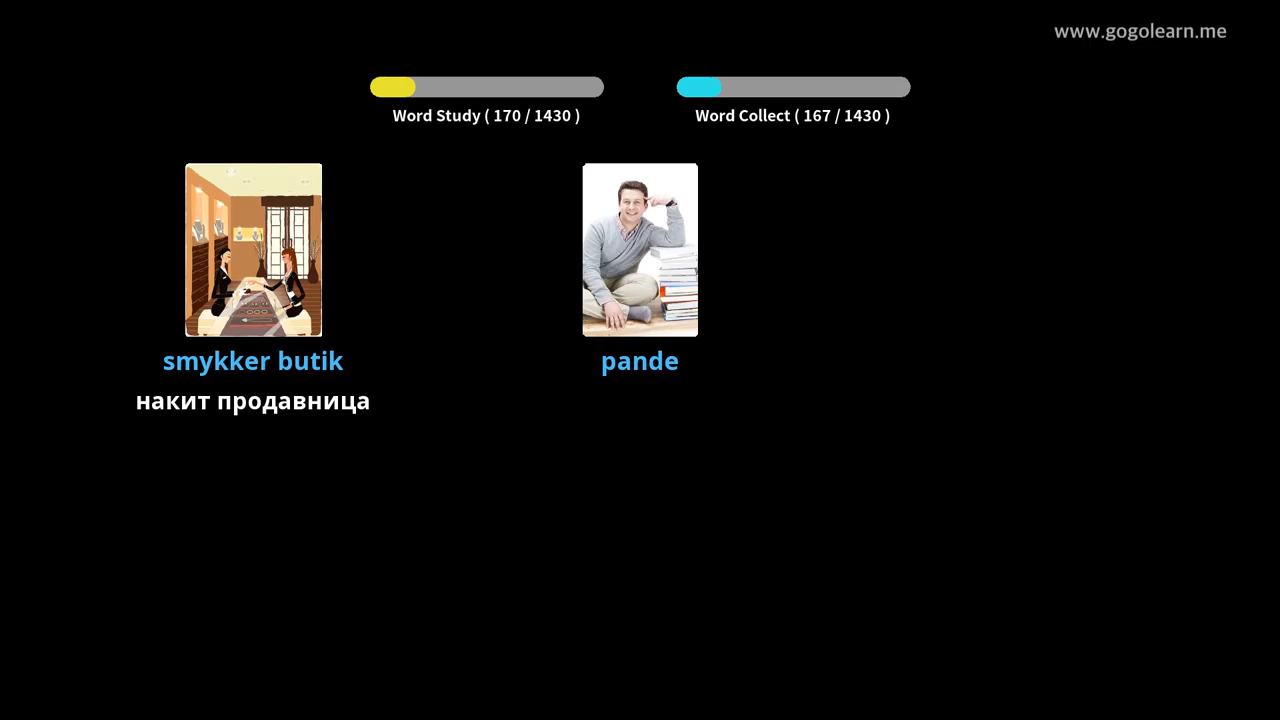 www.gogolearn.me
Word Study ( 170 / 1430 )
Word Collect ( 167 / 1430 )
smykker butik
накит продавница
pande